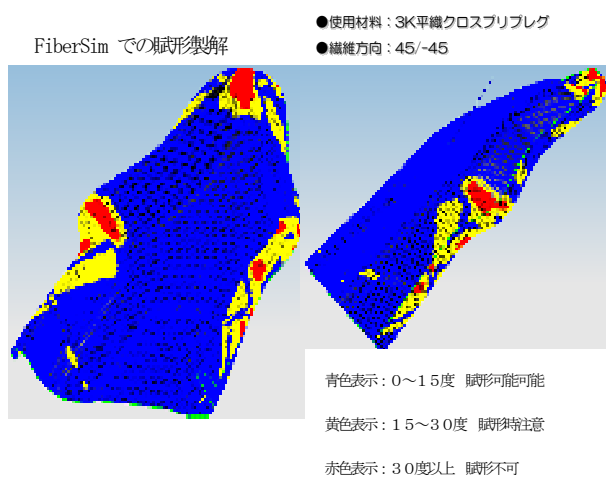 ●使用材料：3K平織クロスプリプレグ
FiberSim での賦形製解
●繊維方向：45/-45
青色表示：０～１５度　賦形可能可能
黄色表示：１５～３０度　賦形時注意
赤色表示：３０度以上　賦形不可